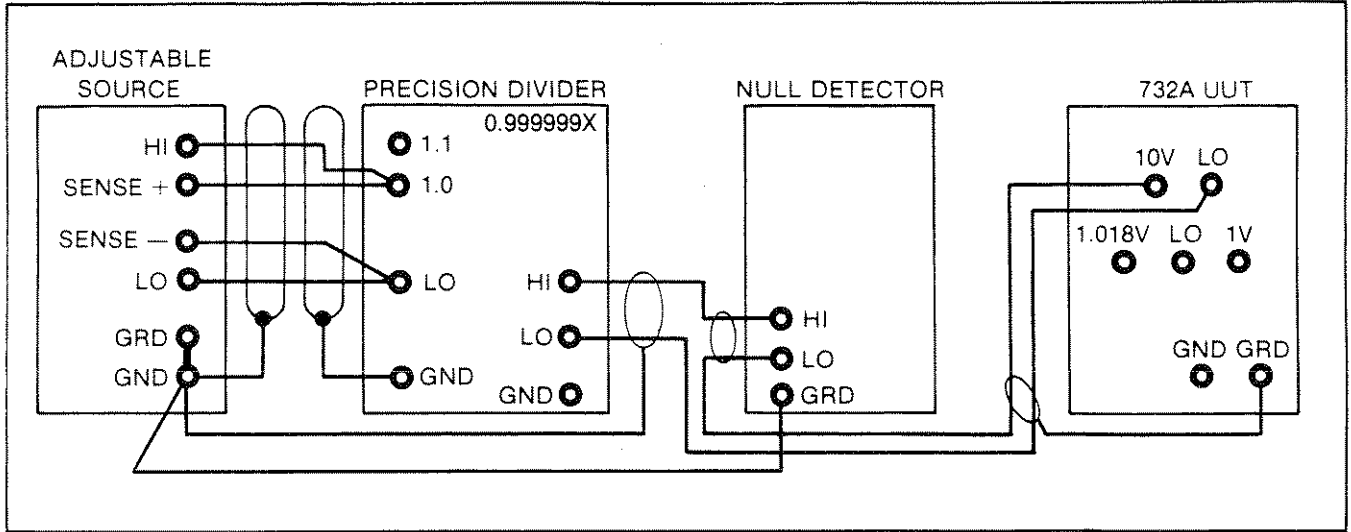 ADJUSTABLE
SOURCE
HI
SENSE +
SENSE —
LO
GRD
GND
PRECISION DIVIDER
0.999999X
1.1
1.0
LO
GND
HI
LO
GND
NULL DETECTOR
HI
LO
GRD
732A UUT
10V LO
1.018V LO 1V
GND GRD